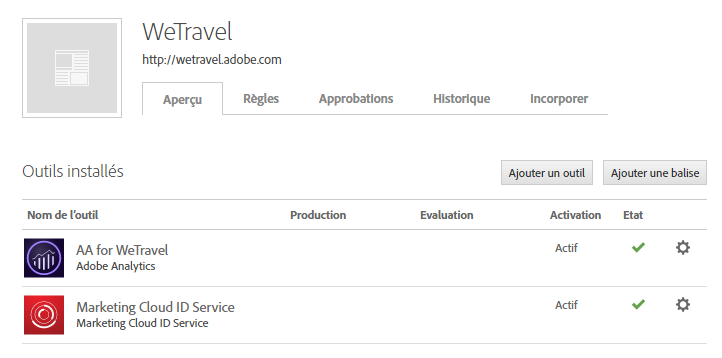 WeTravel
http://wetravel.adobe.com
Aperçu Règles Approbations Historique Incorporer
Outils installés Ajouter un outil Ajouter une balise
Nom de l'outil Production Evaluation Activation Etat
AA for WeTravel Actif
Adobe Analytics
Marketing Cloud ID Service Actif
Marketing Cloud ID Service